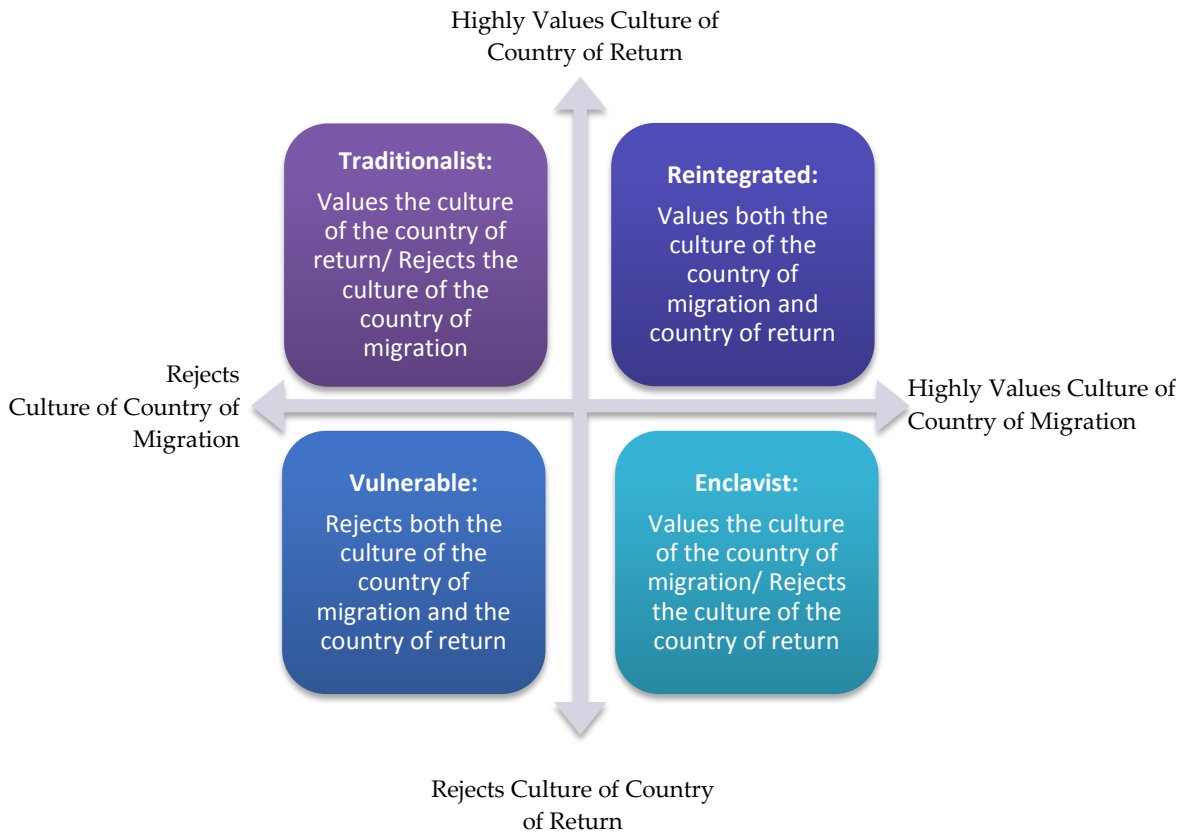 Highly Values Culture of
Country of Return
Traditionalist:
Values the culture
of the country of
return/ Rejects the
culture of the
country of
migration
Reintegrated:
Values both the
culture of the
country of
migration and
country of return
Rejects
Culture of Country of
Migration
Highly Values Culture of
Country of Migration
Vulnerable:
Rejects both the
culture of the
country of
migration and the
country of return
Enclavist:
Values the culture
of the country of
migration/ Rejects
the culture of the
country of return
Rejects Culture of Country
of Return